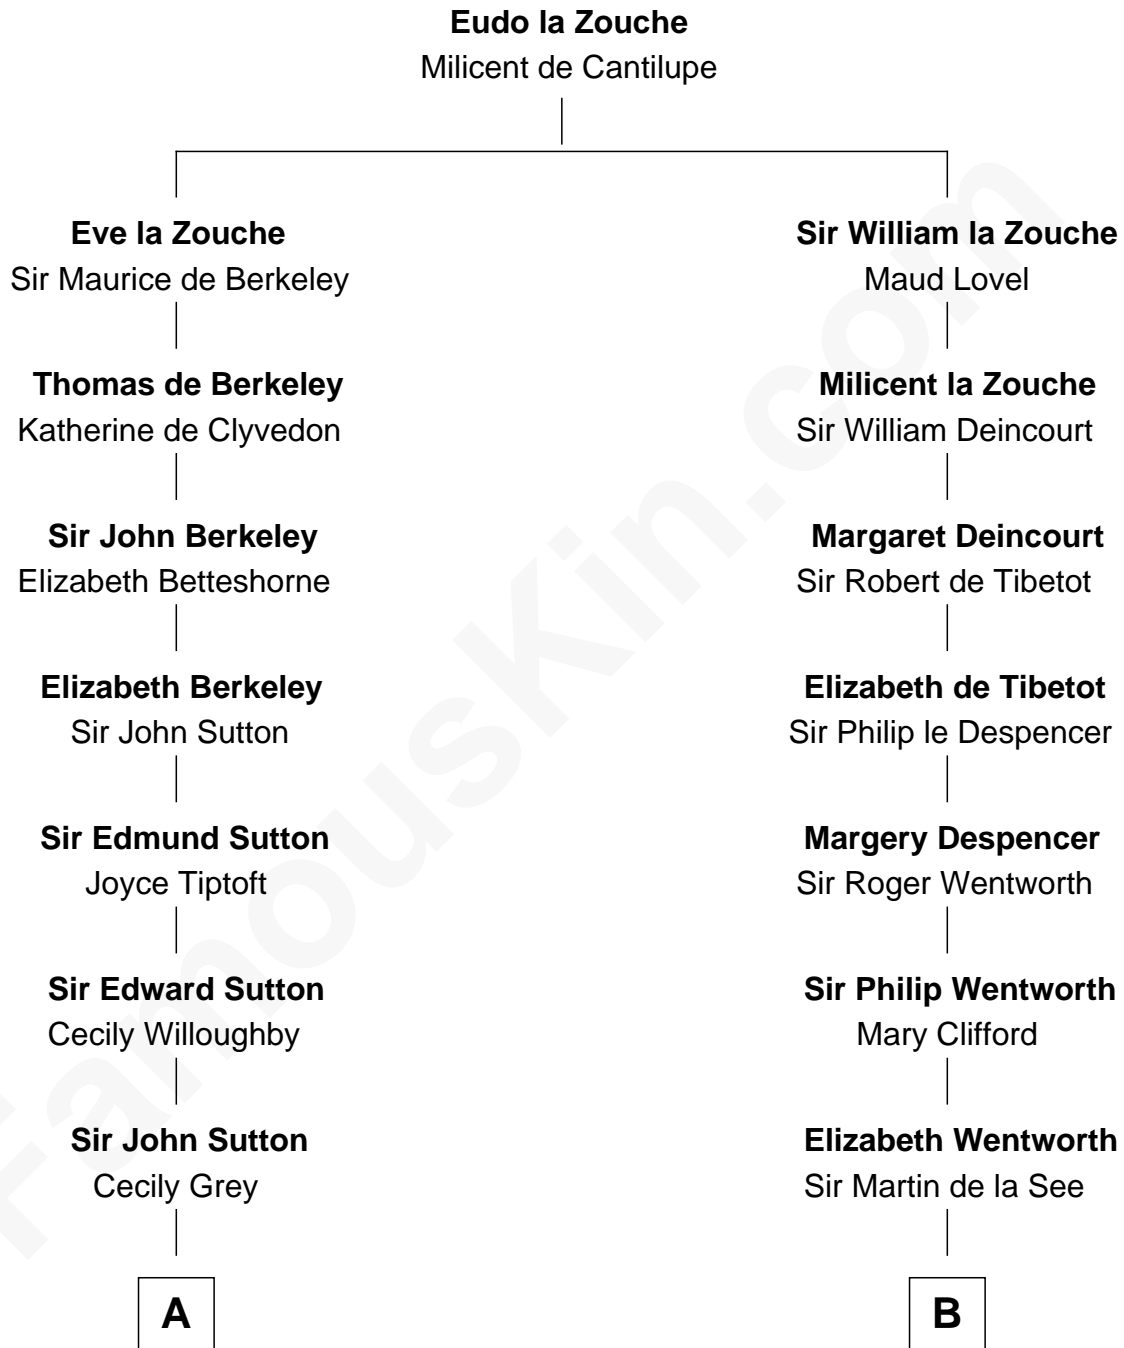 Eudo la Zouche
Milicent de Cantilupe
Eve la Zouche
Sir Maurice de Berkeley
Thomas de Berkeley
Katherine de Clyvedon
Sir John Berkeley
Elizabeth Betteshorne
Elizabeth Berkeley
Sir John Sutton
Sir Edmund Sutton
Joyce Tiptoft
Sir Edward Sutton
Cecily Willoughby
Sir John Sutton
Cecily Grey
A
Sir William la Zouche
Maud Lovel
Milicent la Zouche
Sir William Deincourt
Margaret Deincourt
Sir Robert de Tibetot
Elizabeth de Tibetot
Sir Philip le Despencer
Margery Despencer
Sir Roger Wentworth
Sir Philip Wentworth
Mary Clifford
Elizabeth Wentworth
Sir Martin de la See
B
FamousKin.com